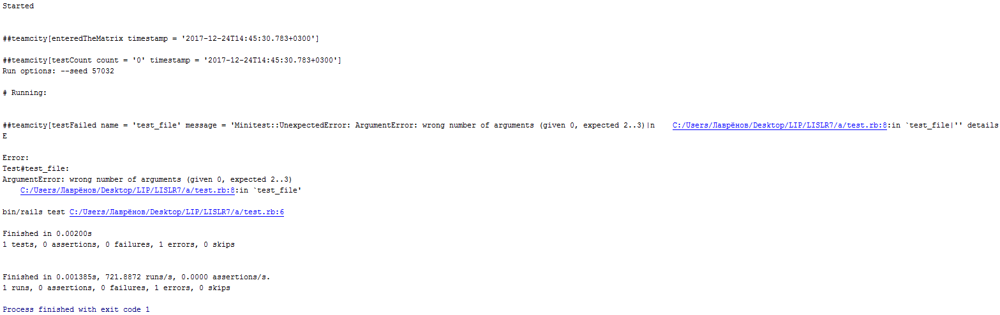 Started
##teamcity[enteredTheMatrix timestamp = '2017-12-24T14:45:30.783+0300']
##teamcity[testCount count = '0' timestamp = '2017-12-24T14:45:30.783+0300']
Run options: --seed 57032
# Running:
##teamcity[testFailed name = 'test_file' message = 'Minitest::UnexpectedError: ArgumentError: wrong number of arguments (given 0, expected 2..3)|n    C:/Users/Лаврёнов/Desktop/LIP/LISLR7/a/test.rb:8:in `test_file|'' details
E
Error:
Test#test_file:
ArgumentError: wrong number of arguments (given 0, expected 2..3)
    C:/Users/Лаврёнов/Desktop/LIP/LISLR7/a/test.rb:8:in `test_file'
bin/rails test C:/Users/Лаврёнов/Desktop/LIP/LISLR7/a/test.rb:6
Finished in 0.00200s
1 tests, 0 assertions, 0 failures, 1 errors, 0 skips
Finished in 0.001385s, 721.8872 runs/s, 0.0000 assertions/s.
1 runs, 0 assertions, 0 failures, 1 errors, 0 skips
Process finished with exit code 1